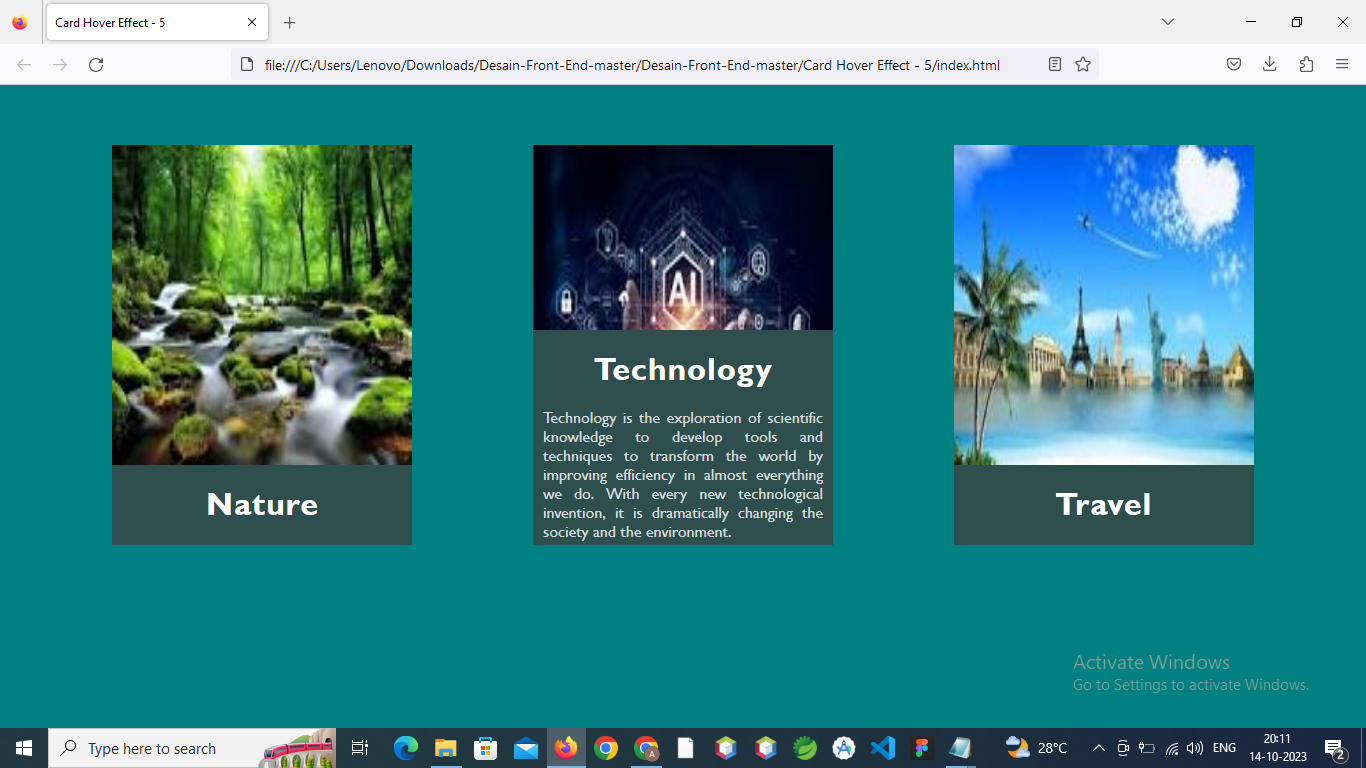 Card Hover Effect - 5
file:///C:/Users/Lenovo/Downloads/Desain-Front-End-master/Desain-Front-End-master/Card Hover Effect - 5/index.html
AI
Nature
Technology
Technology is the exploration of scientific
knowledge to develop tools and
techniques to transform the world by
improving efficiency in almost everything
we do. With every new technological
invention, it is dramatically changing the
society and the environment.
Travel
Activate Windows
Go to Settings to activate Windows.
Type here to search
A
28°C
ENG
20:11
14-10-2023
2